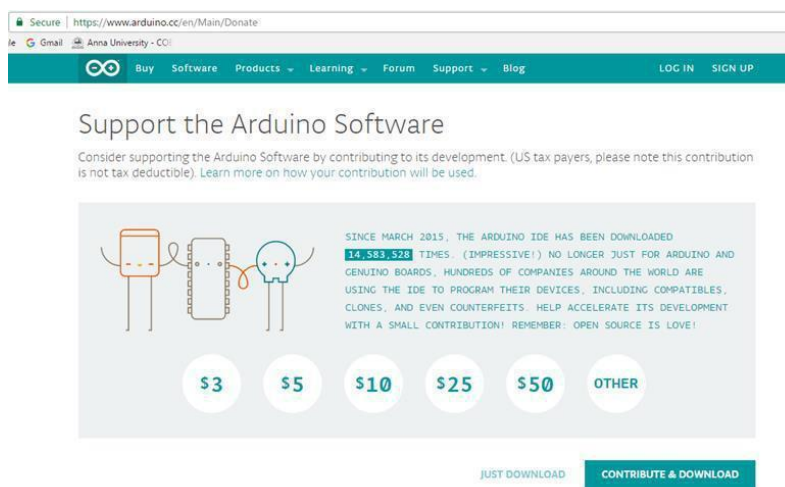 Secure | https://www.arduino.cc/en/Main/Donate
le Gmail Anna University - COE
Buy Software Products Learning Forum Support Blog LOG IN SIGN UP
Support the Arduino Software
Consider supporting the Arduino Software by contributing to its development. (US tax payers, please note this contribution
is not tax deductible). Learn more on how your contribution will be used.
SINCE MARCH 2015, THE ARDUINO IDE HAS BEEN DOWNLOADED
14,583,528 TIMES. (IMPRESSIVE!) NO LONGER JUST FOR ARDUINO AND
GENUINO BOARDS, HUNDREDS OF COMPANIES AROUND THE WORLD ARE
USING THE IDE TO PROGRAM THEIR DEVICES, INCLUDING COMPATIBLES,
CLONES, AND EVEN COUNTERFEITS. HELP ACCELERATE ITS DEVELOPMENT
WITH A SMALL CONTRIBUTION! REMEMBER: OPEN SOURCE IS LOVE!
$3 $5 $10 $25 $50 OTHER
JUST DOWNLOAD CONTRIBUTE & DOWNLOAD